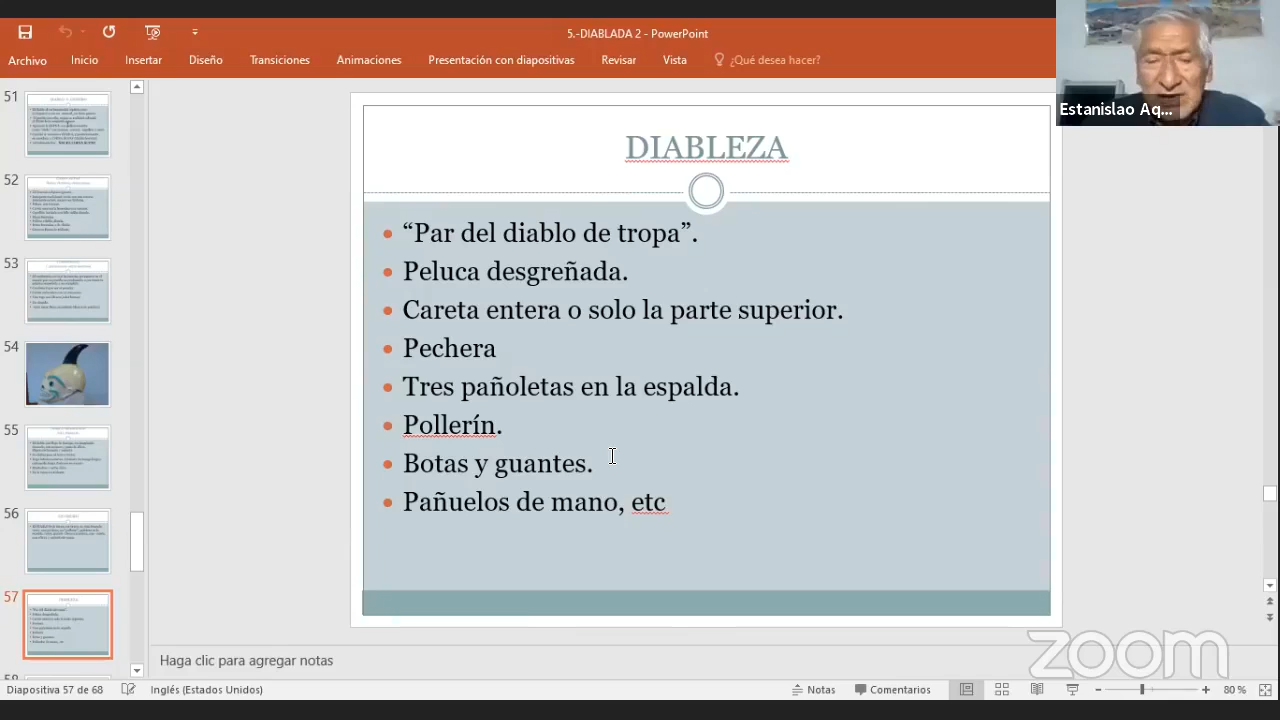 5.-DIABLADA 2 - PowerPoint
Archivo Inicio Insertar Diseño Transiciones Animaciones Presentación con diapositivas Revisar Vista ¿Qué desea hacer?
Estanislao Aq...
51
52
53
54
55
56
57
DIABLEZA
“Par del diablo de tropa”.
Peluca desgreñada.
Careta entera o solo la parte superior.
Pechera
Tres pañoletas en la espalda.
Pollerín.
Botas y guantes.
Pañuelos de mano, etc
Haga clic para agregar notas
zoom
Diapositiva 57 de 68 Inglés (Estados Unidos) Notas Comentarios 80 %